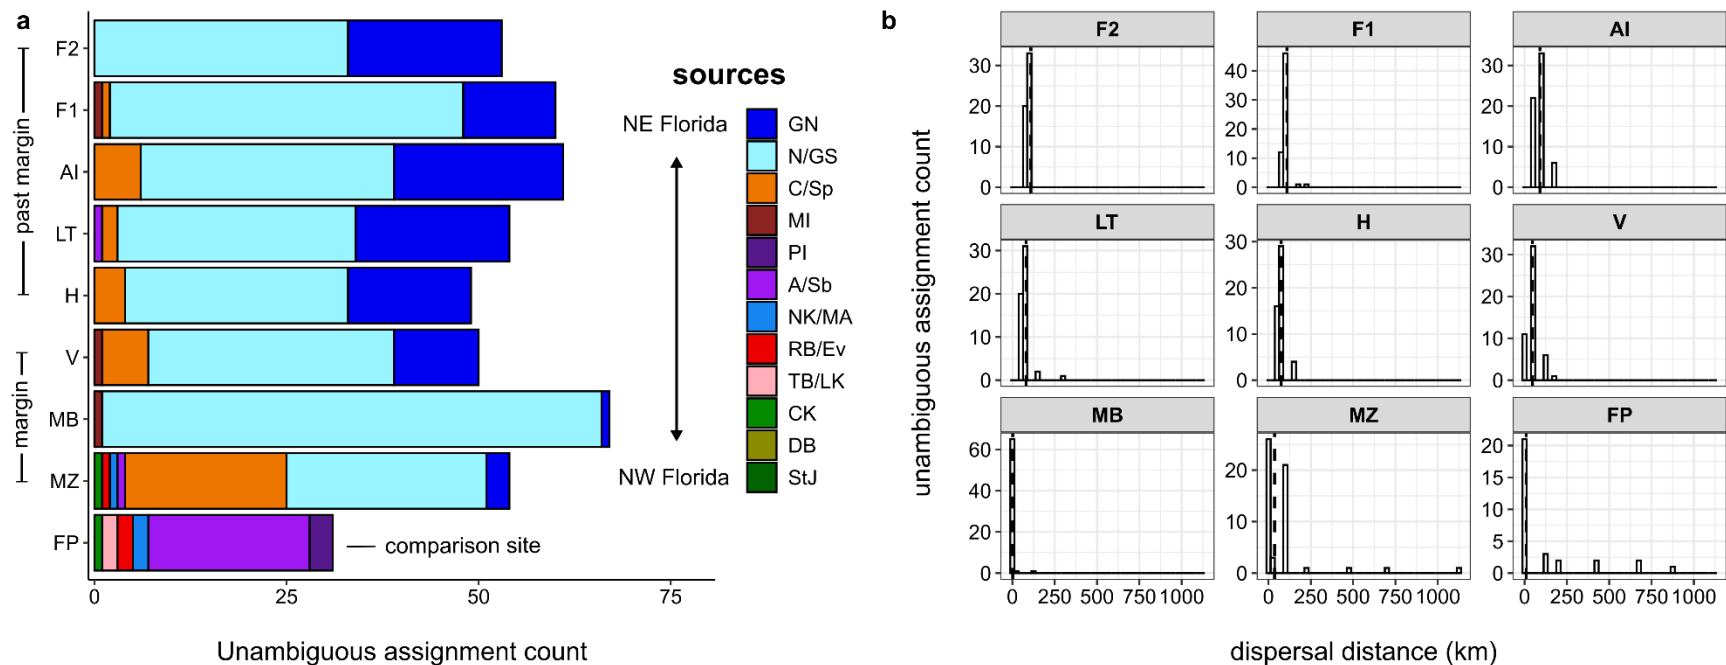 a
F2
F1
AI
LT
H
V
MB
MZ
FP
past margin
margin
0
25
50
75
Unambiguous assignment count
comparison site
sources
NE Florida
NW Florida
GN
N/GS
C/Sp
MI
PI
A/Sb
NK/MA
RB/Ev
TB/LK
CK
DB
StJ
b
unambiguous assignment count
F2
30
20
10
0
F1
40
30
20
10
0
AI
30
20
10
0
LT
30
20
10
0
H
30
20
10
0
V
30
20
10
0
MB
60
40
20
0
0 250 500 750 1000
MZ
20
10
0
0 250 500 750 1000
FP
20
15
10
5
0
0 250 500 750 1000
dispersal distance (km)